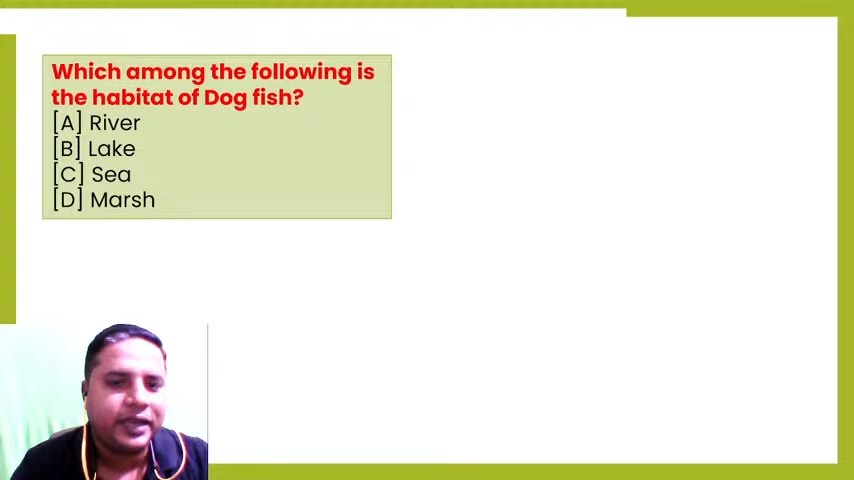 Which among the following is
the habitat of Dog fish?
[A] River
[B] Lake
[C] Sea
[D] Marsh